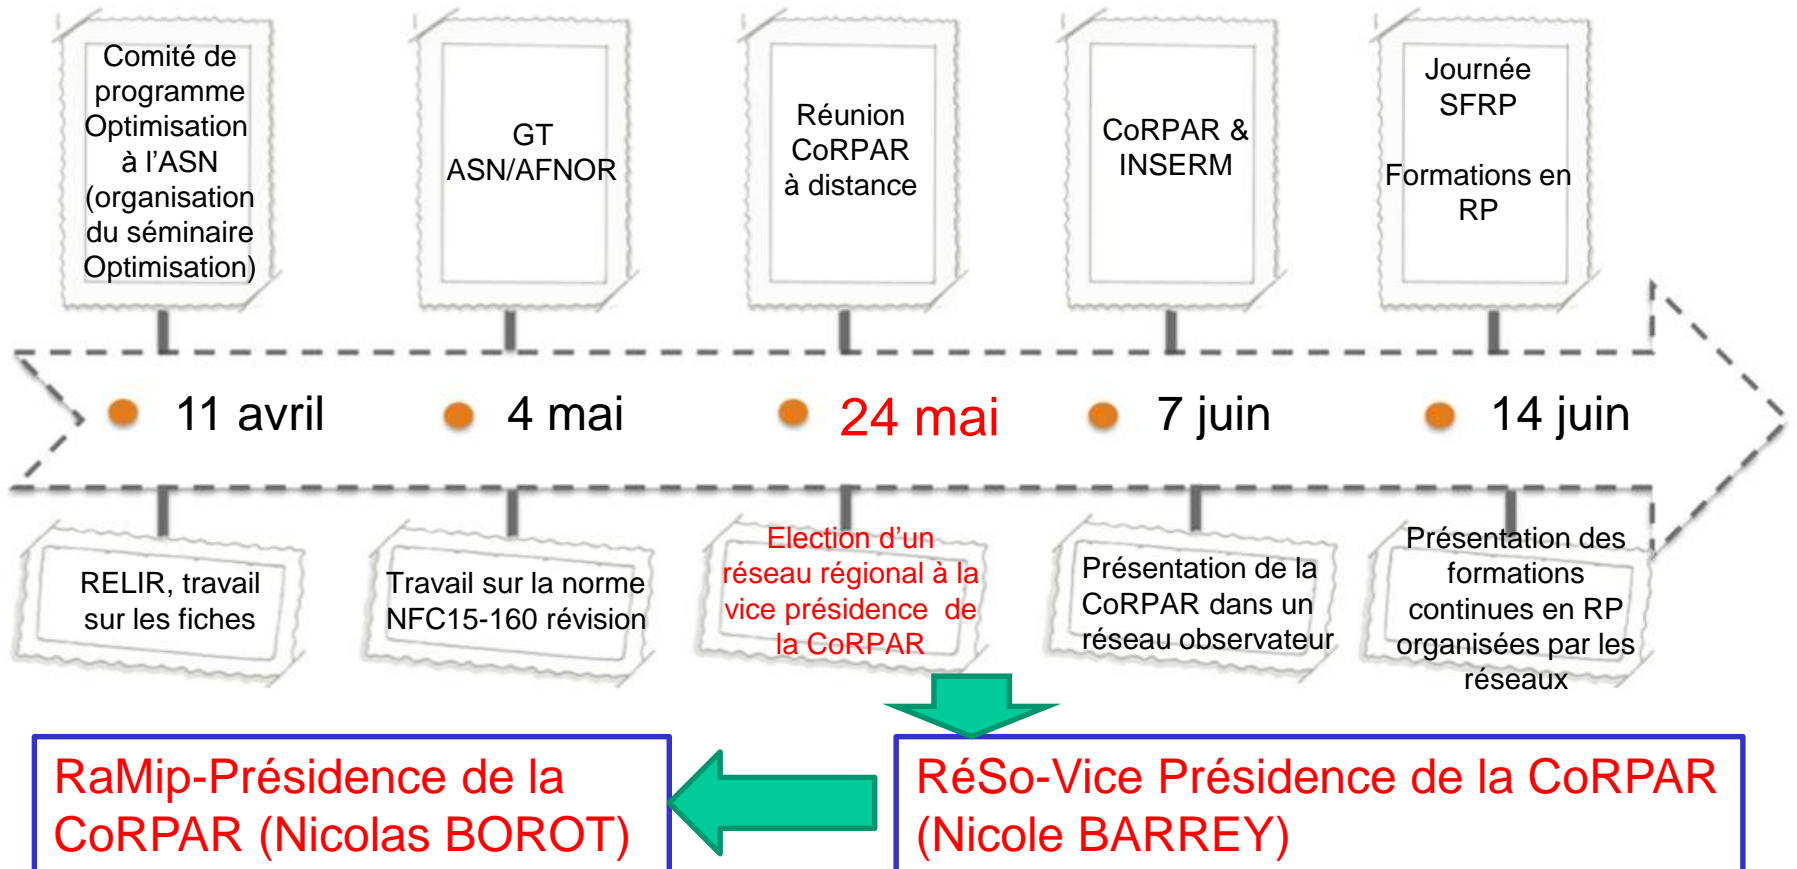 Comité de
programme
Optimisation
à l'ASN
(organisation
du séminaire
Optimisation)
GT
ASN/AFNOR
Réunion
CoRPAR
à distance
CoRPAR &
INSERM
Journée
SFRP
Formations en
RP
11 avril
4 mai
24 mai
7 juin
14 juin
RELIR, travail
sur les fiches
Travail sur la norme
NFC15-160 révision
Election d'un
réseau régional à la
vice présidence de
la CoRPAR
Présentation de la
CoRPAR dans un
réseau observateur
Présentation des
formations
continues en RP
organisées par les
réseaux
RaMip-Présidence de la
CoRPAR (Nicolas BOROT)
RéSo-Vice Présidence de la CoRPAR
(Nicole BARREY)